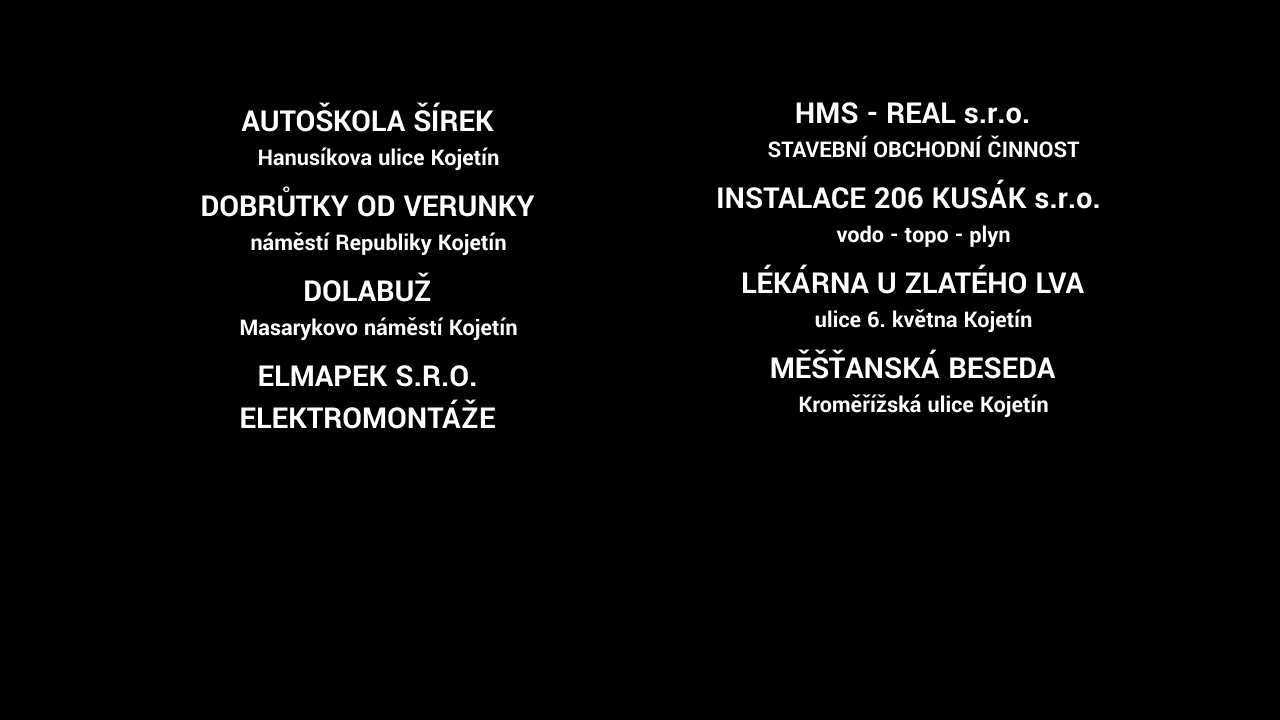 AUTOŠKOLA ŠÍREK
Hanusíkova ulice Kojetín
DOBRŮTKY OD VERUNKY
náměstí Republiky Kojetín
DOLABUŽ
Masarykovo náměstí Kojetín
ELMAPEK S.R.O.
ELEKTROMONTÁŽE
HMS - REAL s.r.o.
STAVEBNÍ OBCHODNÍ ČINNOST
INSTALACE 206 KUSÁK s.r.o.
vodo - topo - plyn
LÉKÁRNA U ZLATÉHO LVA
ulice 6. května Kojetín
MĚŠŤANSKÁ BESEDA
Kroměřížská ulice Kojetín